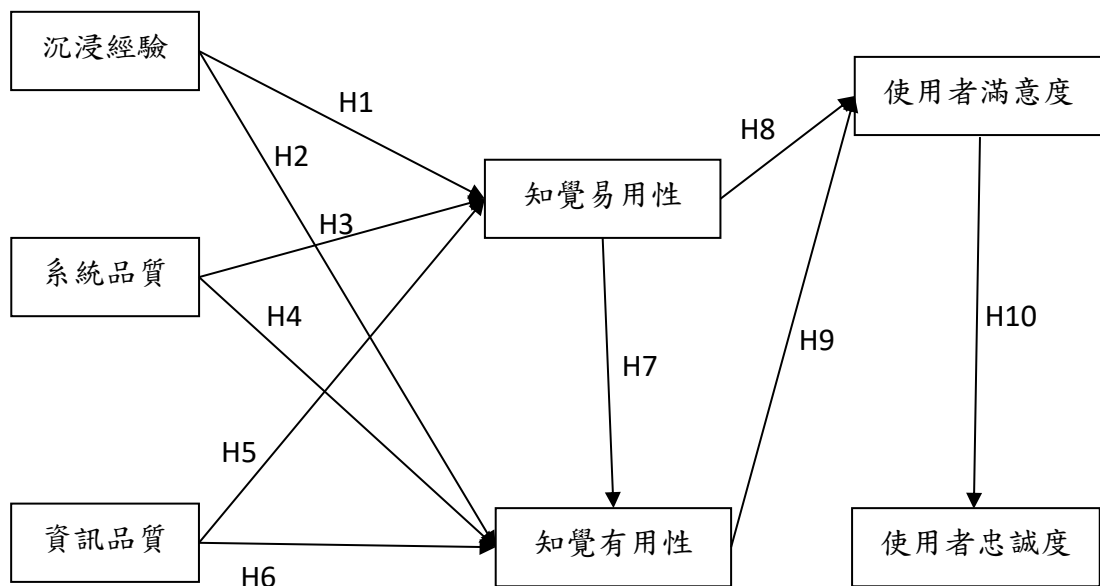 沉浸經驗
使用者滿意度
H1
H8
H2
知覺易用性
H3
系統品質
H4
H10
H9
H7
H5
資訊品質
知覺有用性
使用者忠誠度
H6